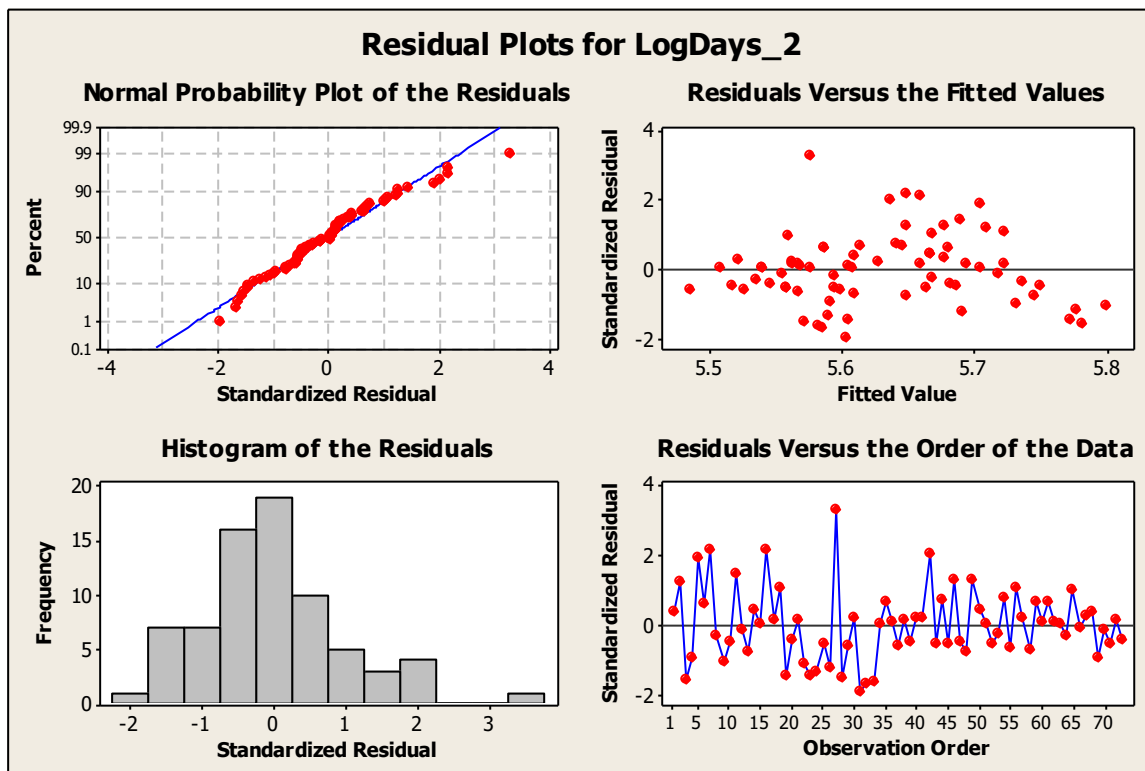 Residual Plots for LogDays_2
Normal Probability Plot of the Residuals
99.9
99
90
50
10
1
0.1
Percent
-4 -2 0 2 4
Standardized Residual
Residuals Versus the Fitted Values
4
2
0
-2
Standardized Residual
5.5 5.6 5.7 5.8
Fitted Value
Histogram of the Residuals
20
15
10
5
0
Frequency
-2 -1 0 1 2 3
Standardized Residual
Residuals Versus the Order of the Data
4
2
0
-2
Standardized Residual
1 5 10 15 20 25 30 35 40 45 50 55 60 65 70
Observation Order